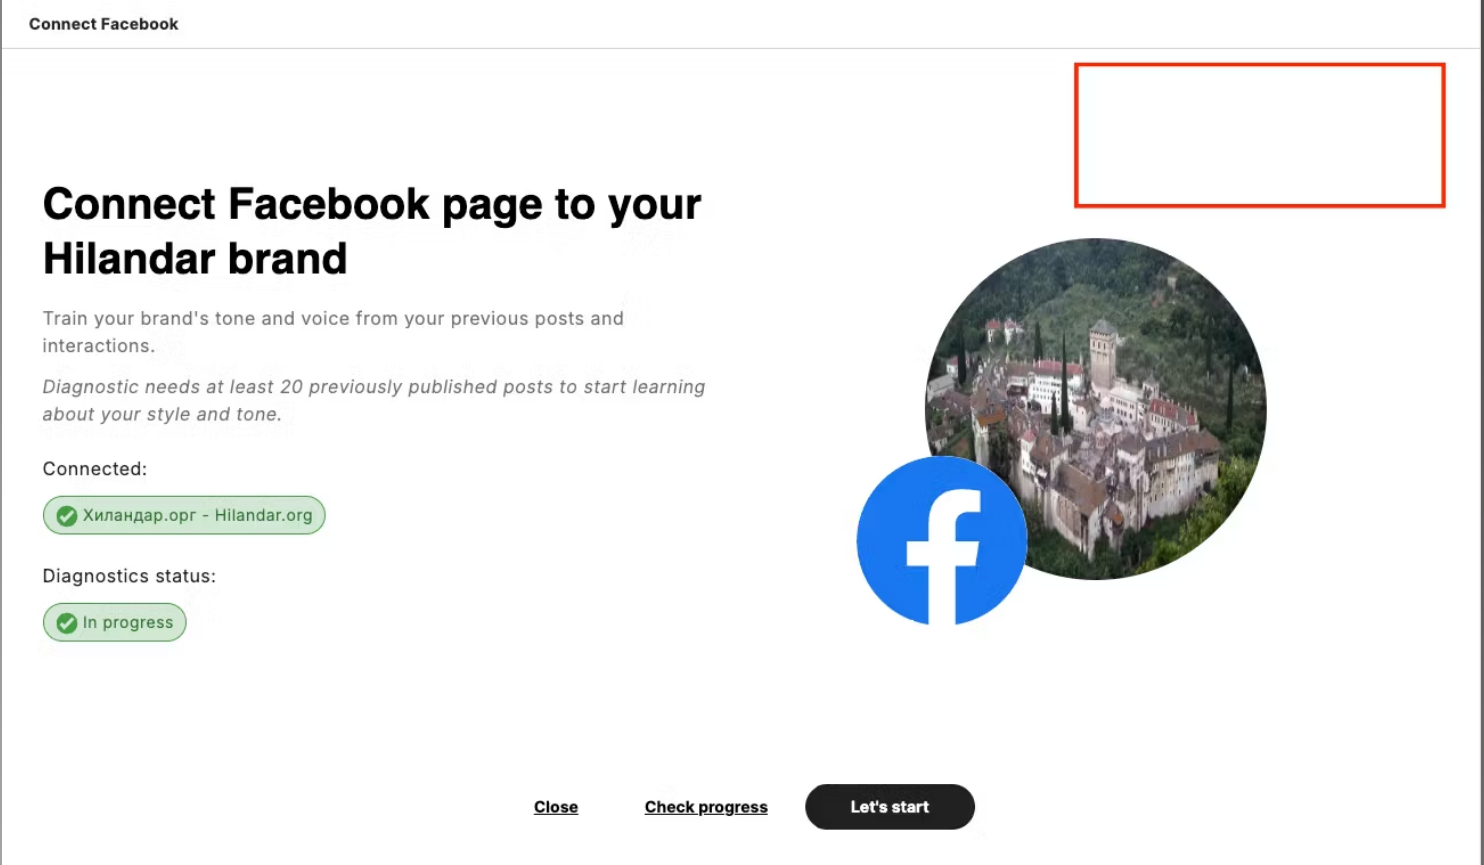 Connect Facebook
Connect Facebook page to your
Hilandar brand
Train your brand's tone and voice from your previous posts and
interactions.
Diagnostic needs at least 20 previously published posts to start learning
about your style and tone.
Connected:
Хиландар.орг - Hilandar.org
Diagnostics status:
In progress
Close Check progress Let's start